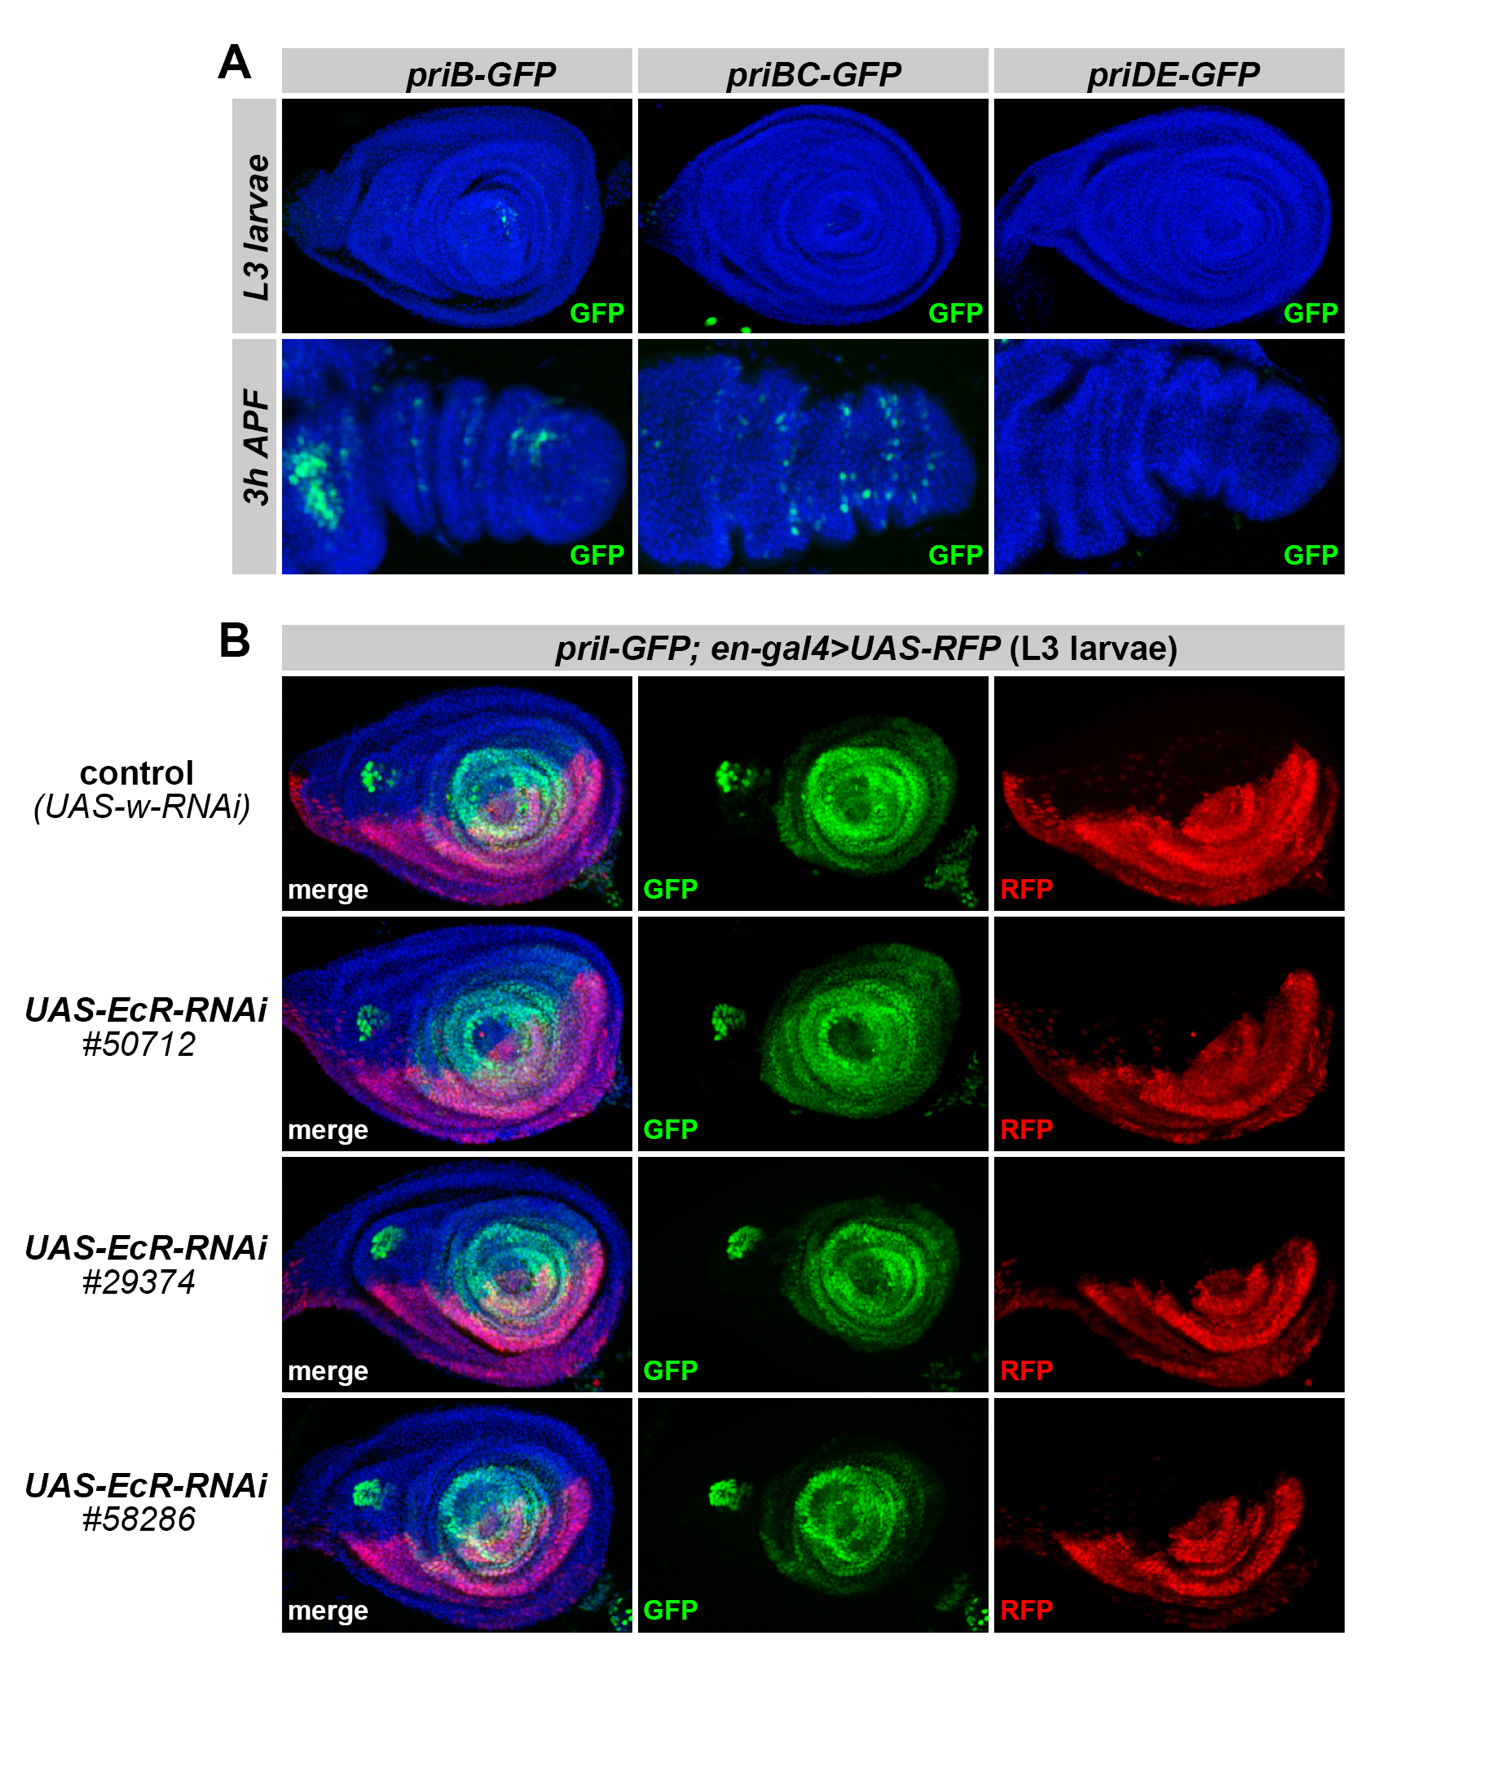 A
priB-GFP priBC-GFP priDE-GFP
L3 larvae
GFP GFP GFP
3h APF
GFP GFP GFP
B
priI-GFP; en-gal4>UAS-RFP (L3 larvae)
control
(UAS-w-RNAi)
merge GFP RFP
UAS-EcR-RNAi
#50712
merge GFP RFP
UAS-EcR-RNAi
#29374
merge GFP RFP
UAS-EcR-RNAi
#58286
merge GFP RFP